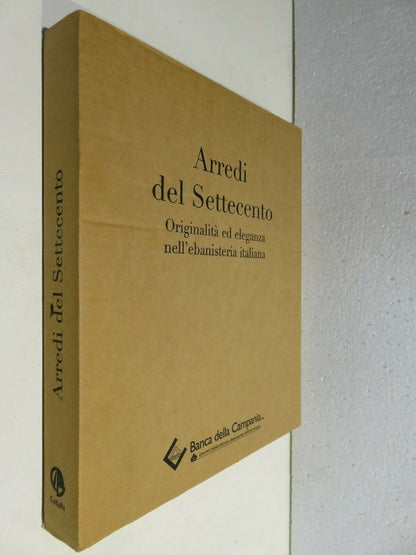 Arredi
del Settecento
Originalità ed eleganza
nell'ebanisteria italiana
Banca della Campania
Arredi del Settecento